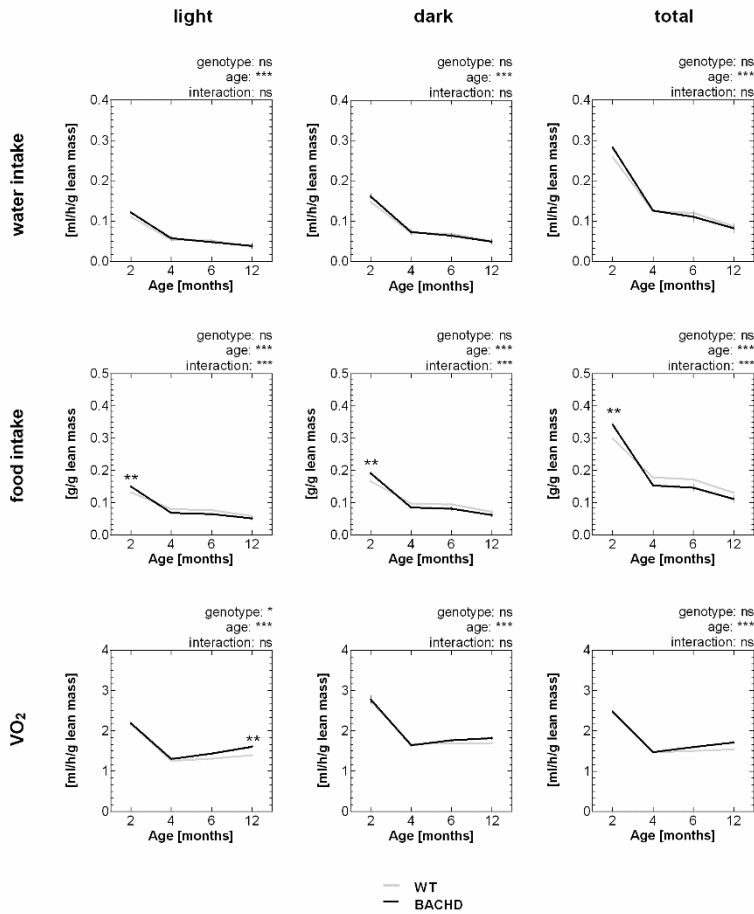 light dark total
genotype: ns genotype: ns genotype: ns
age: *** age: *** age: ***
interaction: ns interaction: ns interaction: ns
water intake
[ml/h/g lean mass] [ml/h/g lean mass] [ml/h/g lean mass]
0.4 0.4 0.4
0.3 0.3 0.3
0.2 0.2 0.2
0.1 0.1 0.1
0.0 0.0 0.0
2 4 6 12 2 4 6 12 2 4 6 12
Age [months] Age [months] Age [months]
genotype: ns genotype: ns genotype: ns
age: *** age: *** age: ***
interaction: *** interaction: *** interaction: ***
food intake
[g/g lean mass] [g/g lean mass] [g/g lean mass]
0.5 0.5 0.5
0.4 0.4 0.4
**
0.3 0.3 0.3
0.2 ** 0.2 ** 0.2
0.1 0.1 0.1
0.0 0.0 0.0
2 4 6 12 2 4 6 12 2 4 6 12
Age [months] Age [months] Age [months]
genotype: * genotype: ns genotype: ns
age: *** age: *** age: ***
interaction: ns interaction: ns interaction: ns
VO2
[ml/h/g lean mass] [ml/h/g lean mass] [ml/h/g lean mass]
4 4 4
3 3 3
2 ** 2 2
1 1 1
0 0 0
2 4 6 12 2 4 6 12 2 4 6 12
Age [months] Age [months] Age [months]
WT
BACHD